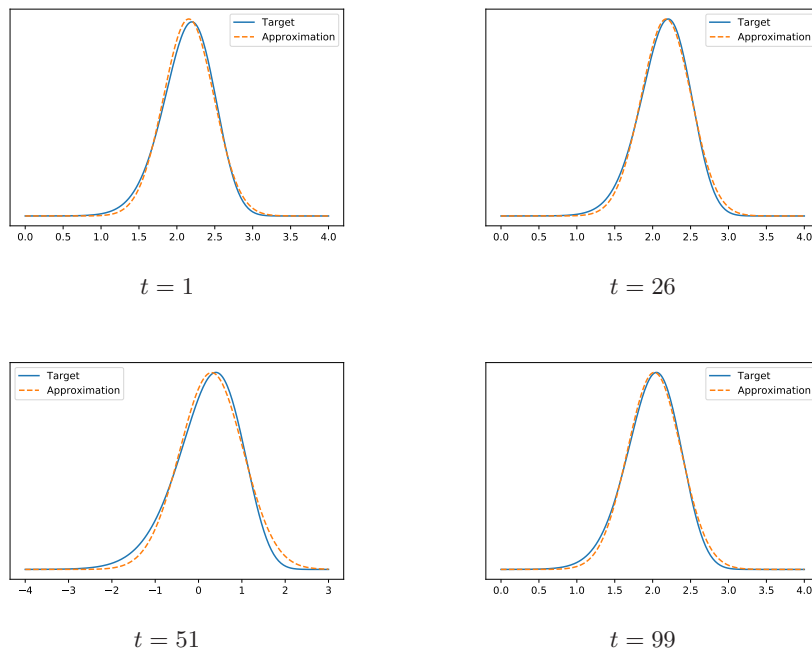 Target
Approximation
0.0 0.5 1.0 1.5 2.0 2.5 3.0 3.5 4.0
t = 1
Target
Approximation
0.0 0.5 1.0 1.5 2.0 2.5 3.0 3.5 4.0
t = 26
Target
Approximation
−4 −3 −2 −1 0 1 2 3
t = 51
Target
Approximation
0.0 0.5 1.0 1.5 2.0 2.5 3.0 3.5 4.0
t = 99